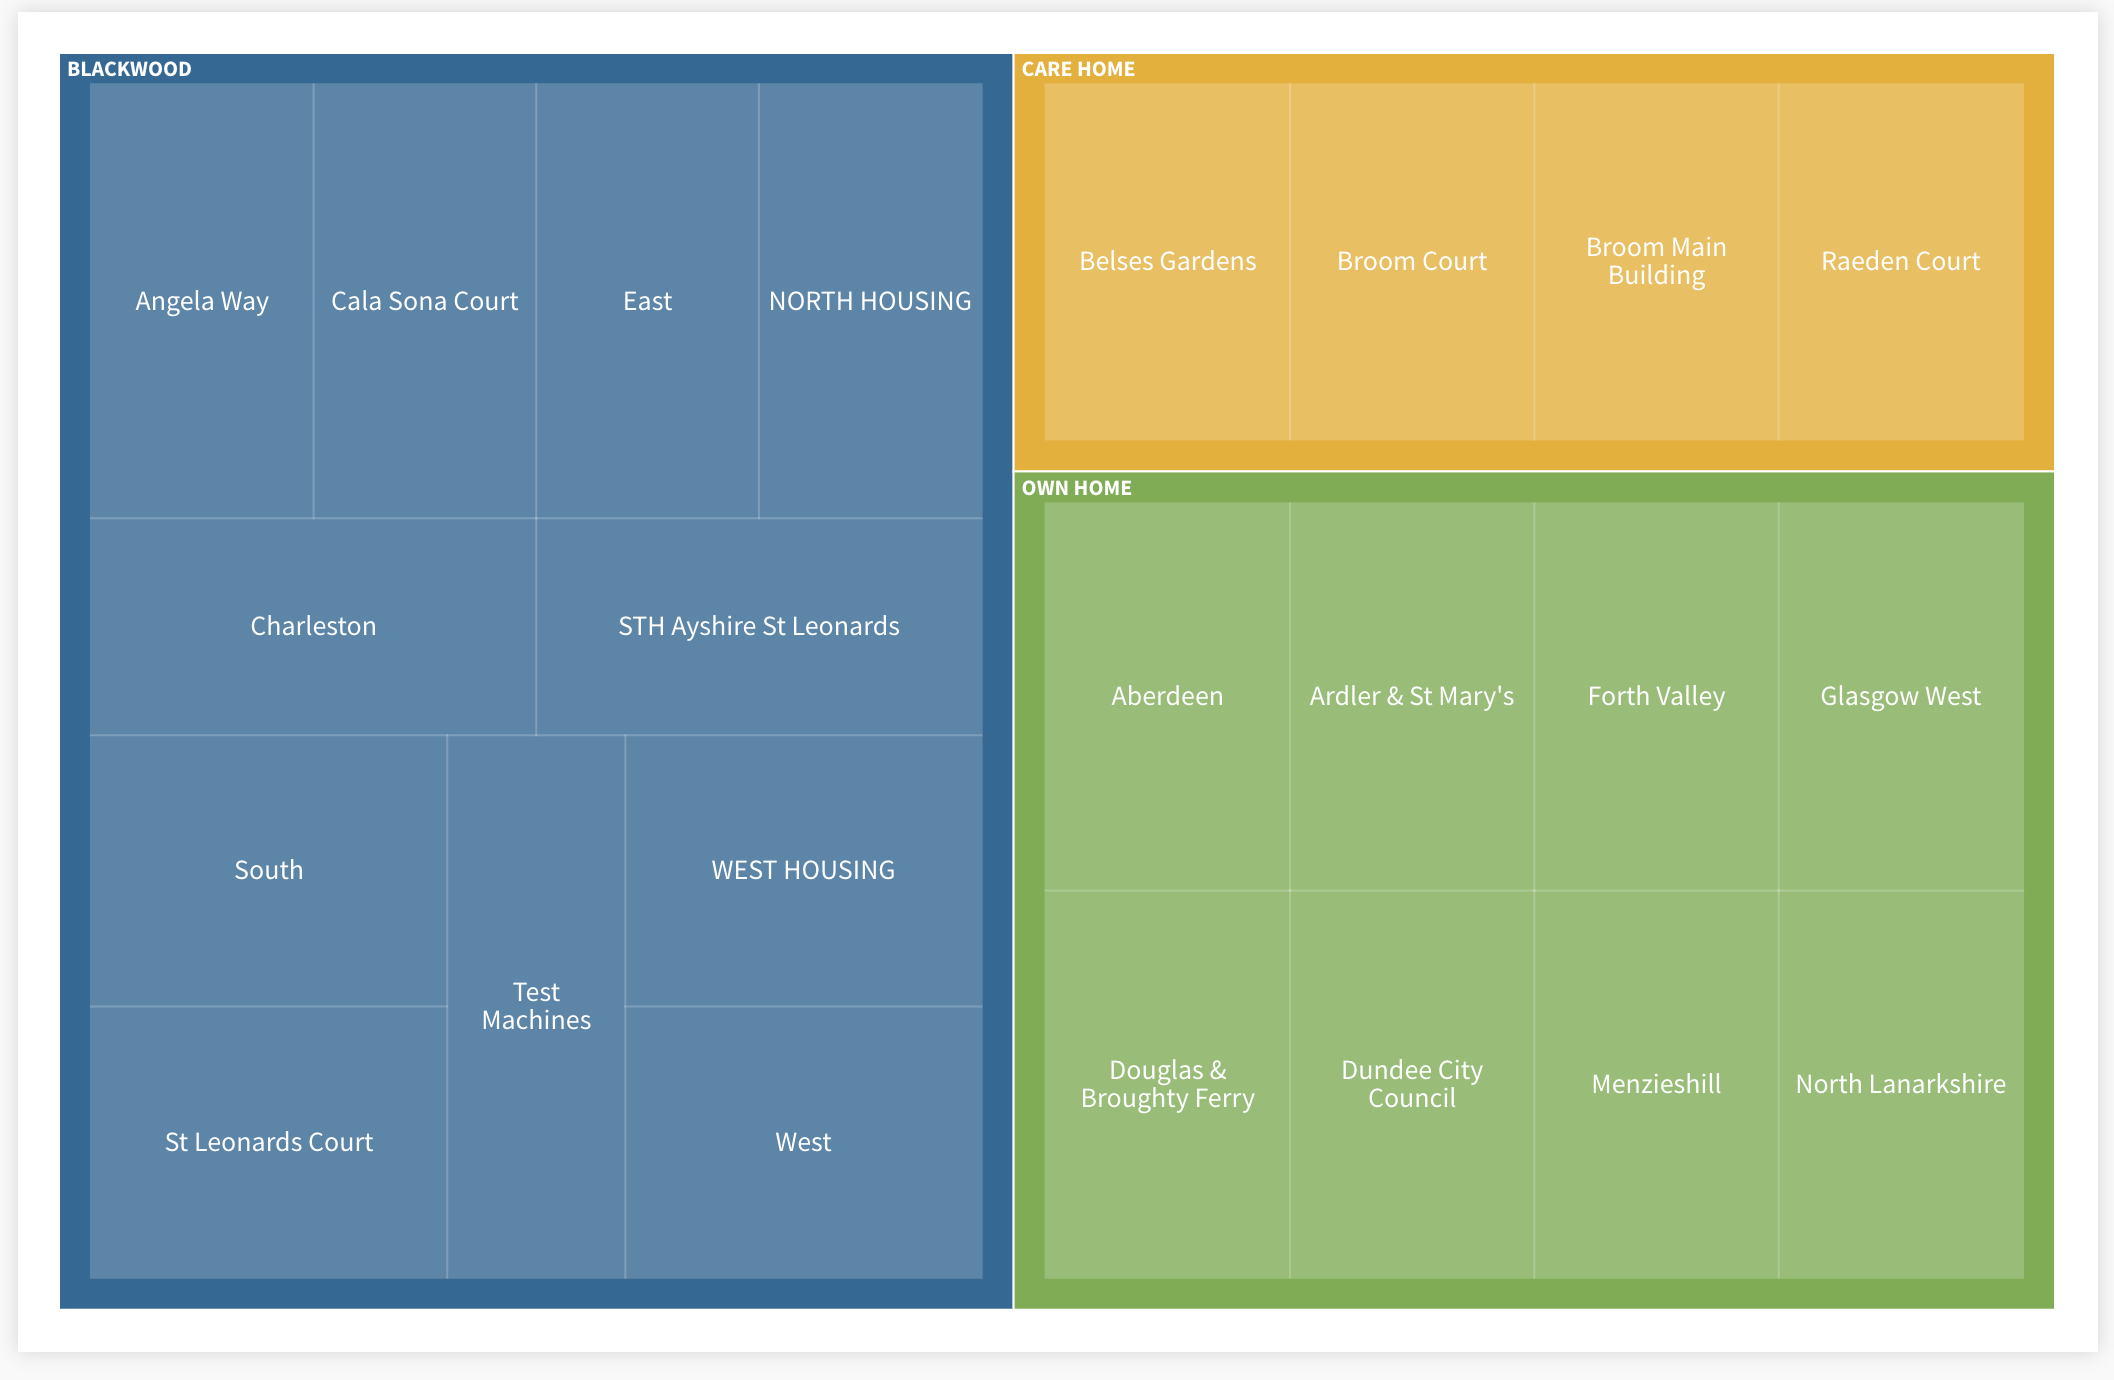 BLACKWOOD
Angela Way
Cala Sona Court
East
NORTH HOUSING
Charleston
STH Ayshire St Leonards
South
Test
Machines
WEST HOUSING
St Leonards Court
West
CARE HOME
Belses Gardens
Broom Court
Broom Main
Building
Raeden Court
OWN HOME
Aberdeen
Ardler & St Mary's
Forth Valley
Glasgow West
Douglas &
Broughty Ferry
Dundee City
Council
Menzieshill
North Lanarkshire